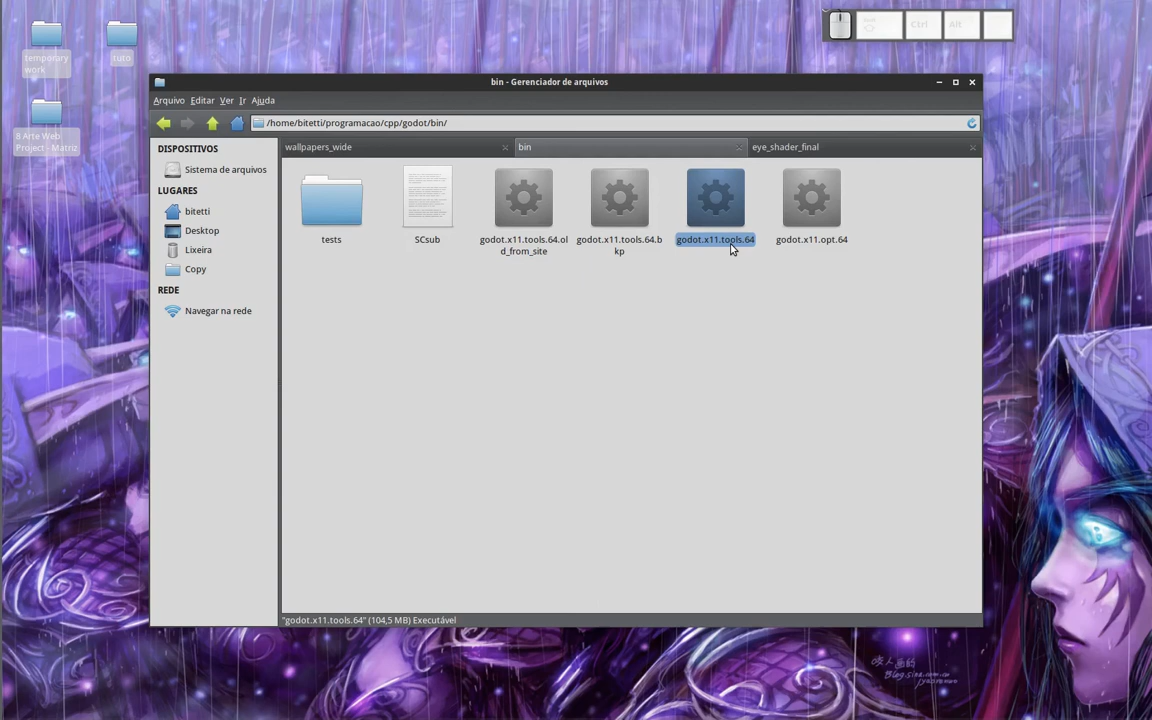 temporary
work
tuto
8 Arte Web
Project - Matriz
Ctrl
Alt
bin - Gerenciador de arquivos
Arquivo Editar Ver Ir Ajuda
/home/bitetti/programacao/cpp/godot/bin/
DISPOSITIVOS
Sistema de arquivos
LUGARES
bitetti
Desktop
Lixeira
Copy
REDE
Navegar na rede
wallpapers_wide
bin
eye_shader_final
tests
SCsub
godot.x11.tools.64.ol
d_from_site
godot.x11.tools.64.b
kp
godot.x11.tools.64
godot.x11.opt.64
"godot.x11.tools.64" (104,5 MB) Executável